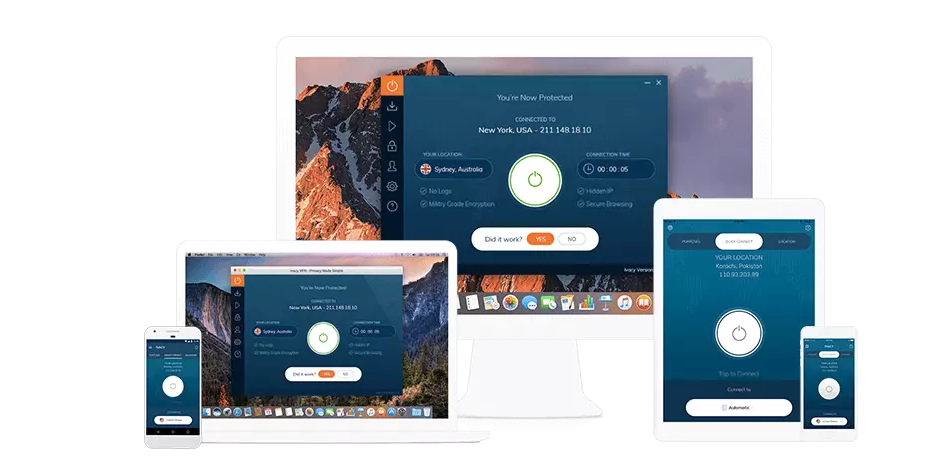 You're Now Protected
CONNECTED TO
New York, USA - 211.148.18.10
YOUR LOCATION
Sydney, Australia
CONNECTION TIME
00 : 00 : 05
No Logs
Militry Grade Encryption
Hidden IP
Secure Browsing
Did it work? YES NO
Ivacy Version
Finder
Ivacy VPN - Privacy Made Simple
You're Now Protected
CONNECTED TO
New York, USA - 211.148.18.10
YOUR LOCATION
Sydney, Australia
CONNECTION TIME
00 : 00 : 05
No Logs
Militry Grade Encryption
Hidden IP
Secure Browsing
Did it work? YES NO
PURPOSES QUICK CONNECT LOCATION
YOUR LOCATION
Karachi, Pakistan
110.93.203.99
Tap to Connect
Connect to
Automatic